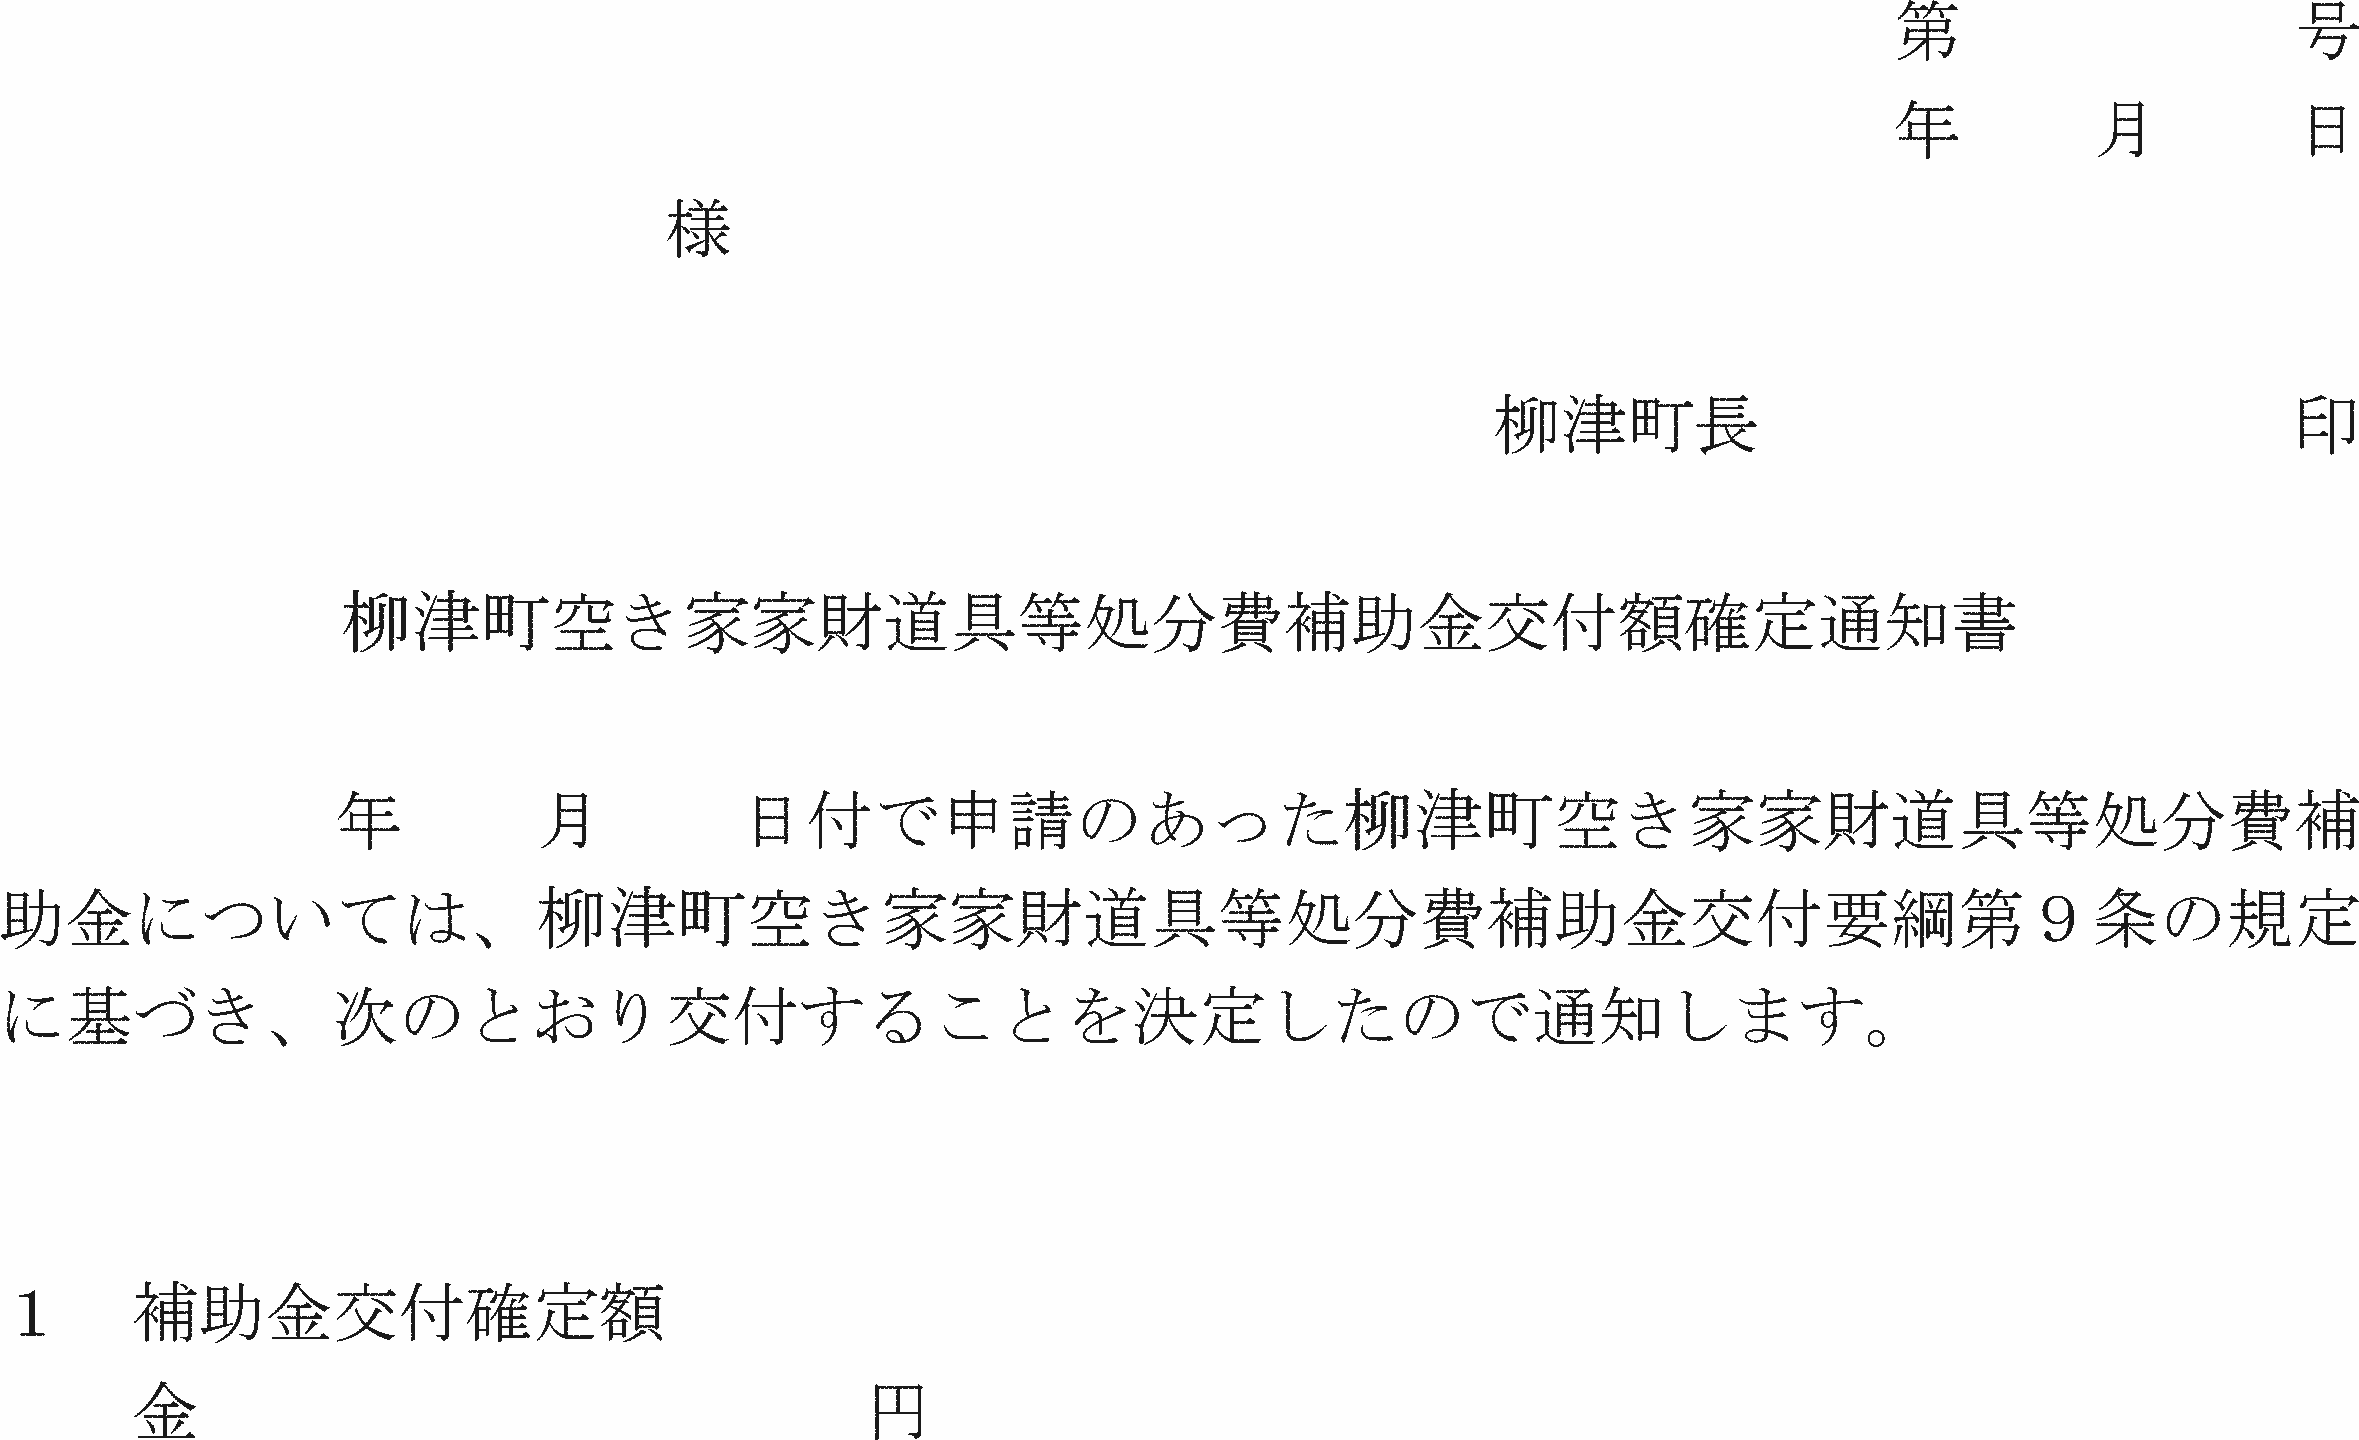 第　　　　　号
年　　月　　日
様
柳津町長　　　　　　　　印
柳津町空き家家財道具等処分費補助金交付額確定通知書
年　　月　　日付で申請のあった柳津町空き家家財道具等処分費補
助金については、柳津町空き家家財道具等処分費補助金交付要綱第９条の規定
に基づき、次のとおり交付することを決定したので通知します。
１　補助金交付確定額
金　　　　　　　　　　円